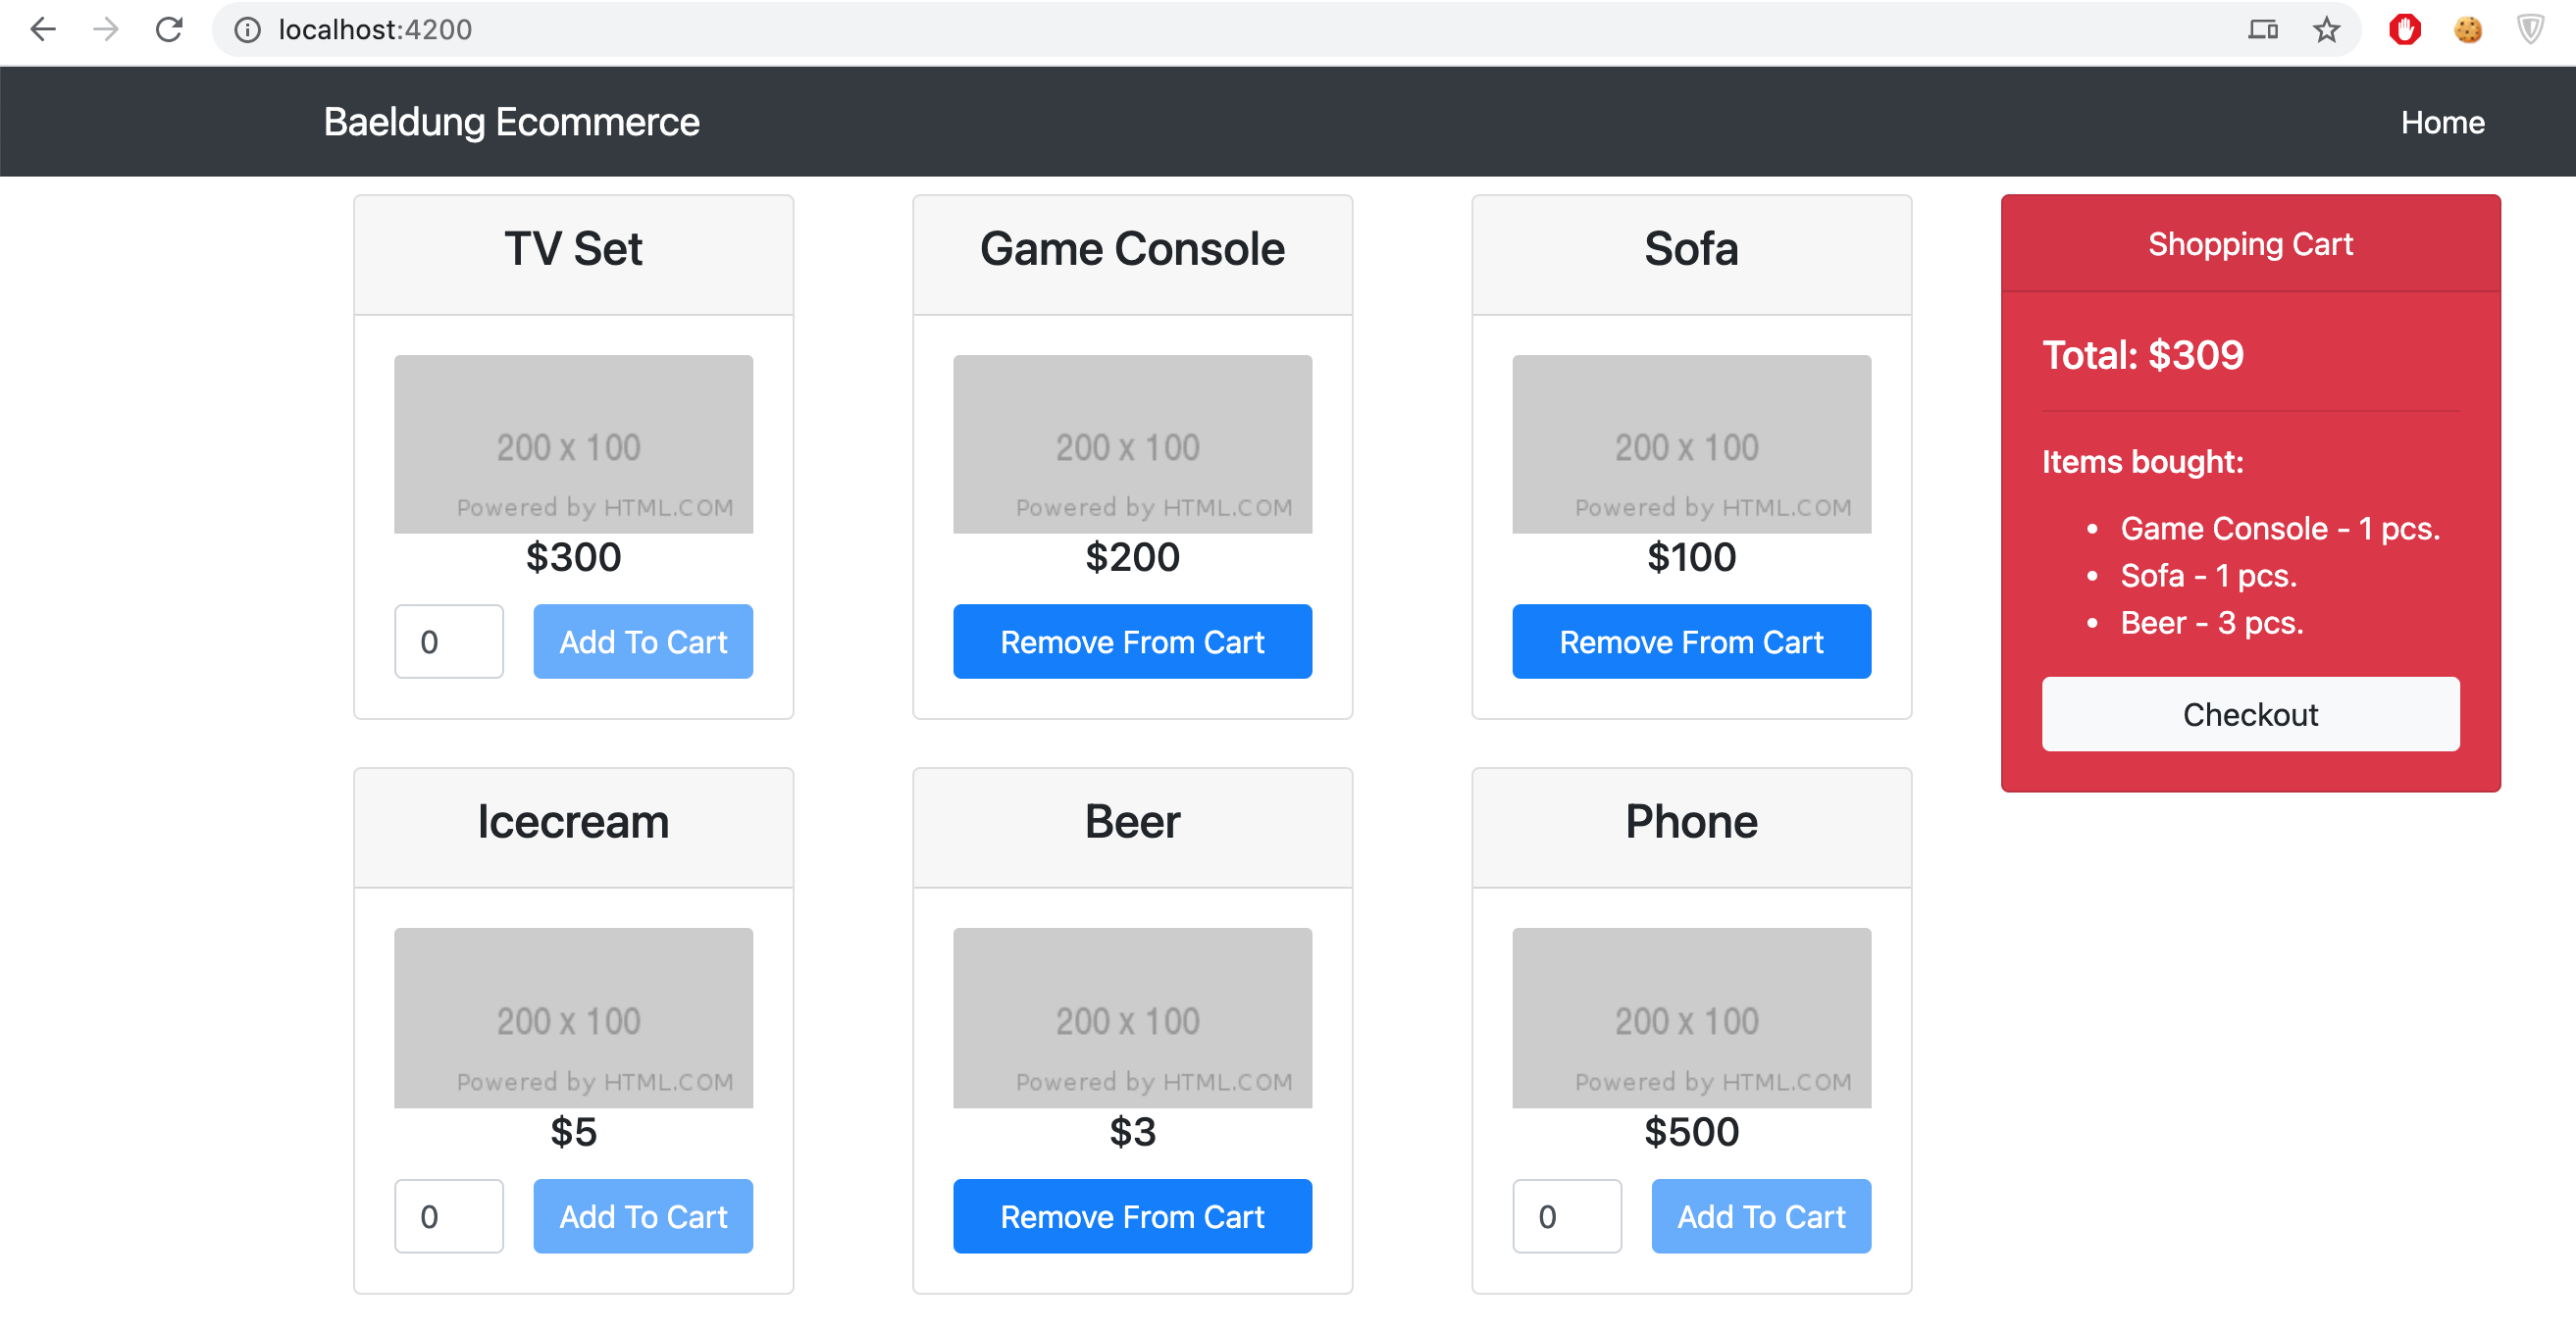 localhost:4200
Baeldung Ecommerce
Home
TV Set
200 x 100
Powered by HTML.COM
$300
0
Add To Cart
Game Console
200 x 100
Powered by HTML.COM
$200
Remove From Cart
Sofa
200 x 100
Powered by HTML.COM
$100
Remove From Cart
Shopping Cart
Total: $309
Items bought:
• Game Console - 1 pcs.
• Sofa - 1 pcs.
• Beer - 3 pcs.
Checkout
Icecream
200 x 100
Powered by HTML.COM
$5
0
Add To Cart
Beer
200 x 100
Powered by HTML.COM
$3
Remove From Cart
Phone
200 x 100
Powered by HTML.COM
$500
0
Add To Cart